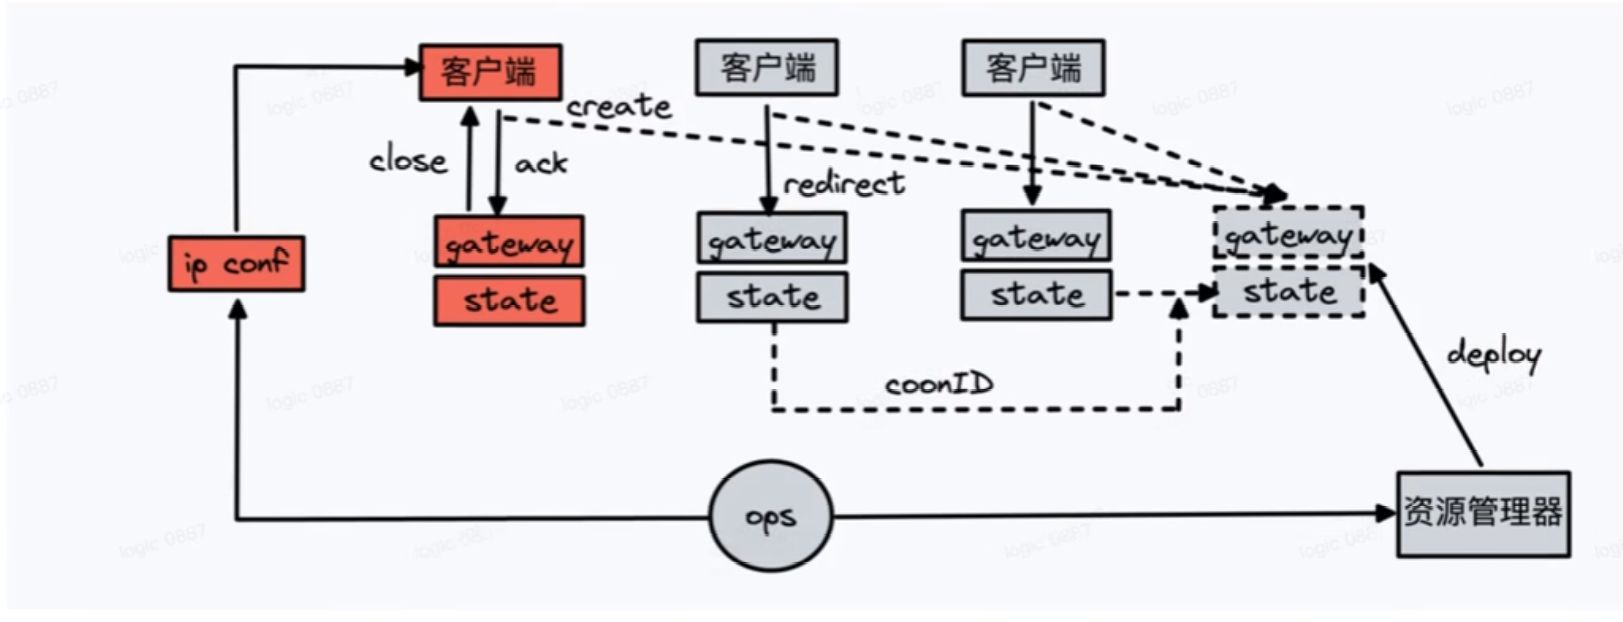 客户端
客户端
客户端
create
close
ack
redirect
gateway
gateway
gateway
gateway
ip conf
state
state
state
state
deploy
coonID
ops
资源管理器
logic 0887